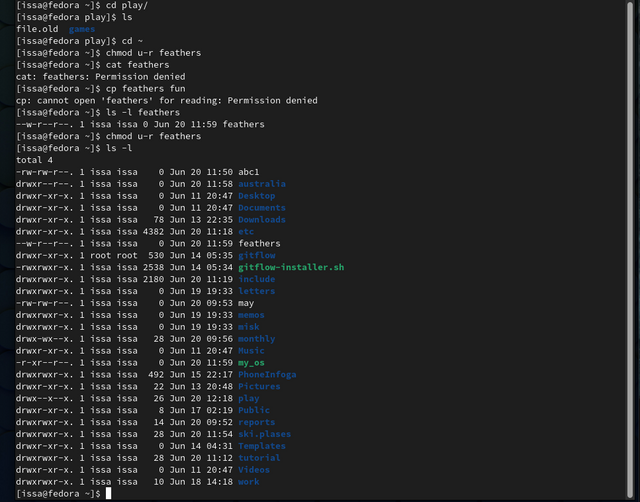 [issa@fedora ~]$ cd play/
[issa@fedora play]$ ls
file.old games
[issa@fedora play]$ cd ~
[issa@fedora ~]$ chmod u-r feathers
[issa@fedora ~]$ cat feathers
cat: feathers: Permission denied
[issa@fedora ~]$ cp feathers fun
cp: cannot open 'feathers' for reading: Permission denied
[issa@fedora ~]$ ls -l feathers
--w-r--r--. 1 issa issa 0 Jun 20 11:59 feathers
[issa@fedora ~]$ chmod u-r feathers
[issa@fedora ~]$ ls -l
total 4
-rw-rw-r--. 1 issa issa 0 Jun 20 11:50 abc1
drwxr--r--. 1 issa issa 0 Jun 20 11:58 australia
drwxr-xr-x. 1 issa issa 0 Jun 11 20:47 Desktop
drwxr-xr-x. 1 issa issa 0 Jun 11 20:47 Documents
drwxr-xr-x. 1 issa issa 78 Jun 13 22:35 Downloads
drwxr-xr-x. 1 issa issa 4382 Jun 20 11:18 etc
--w-r--r--. 1 issa issa 0 Jun 20 11:59 feathers
drwxr-xr-x. 1 root root 530 Jun 14 05:35 gitflow
-rwxrwxr-x. 1 issa issa 2538 Jun 14 05:34 gitflow-installer.sh
drwxrwxr-x. 1 issa issa 2180 Jun 20 11:19 include
drwxrwxr-x. 1 issa issa 0 Jun 19 19:33 letters
-rw-rw-r--. 1 issa issa 0 Jun 20 09:53 may
drwxrwxr-x. 1 issa issa 0 Jun 19 19:33 memos
drwxrwxr-x. 1 issa issa 0 Jun 19 19:33 misk
drwx-wx--x. 1 issa issa 28 Jun 20 09:56 monthly
drwxr-xr-x. 1 issa issa 0 Jun 11 20:47 Music
-r-xr--r--. 1 issa issa 0 Jun 20 11:59 my_os
drwxrwxr-x. 1 issa issa 492 Jun 15 22:17 PhoneInfoga
drwxr-xr-x. 1 issa issa 22 Jun 13 20:48 Pictures
drwx--x--x. 1 issa issa 26 Jun 20 12:18 play
drwxr-xr-x. 1 issa issa 8 Jun 17 02:19 Public
drwxrwxr-x. 1 issa issa 14 Jun 20 09:52 reports
drwxrwxr-x. 1 issa issa 28 Jun 20 11:54 ski.plases
drwxr-xr-x. 1 issa issa 0 Jun 14 04:31 Templates
drwxrwxr-x. 1 issa issa 28 Jun 20 11:12 tutorial
drwxr-xr-x. 1 issa issa 0 Jun 11 20:47 Videos
drwxrwxr-x. 1 issa issa 10 Jun 18 14:18 work
[issa@fedora ~]$